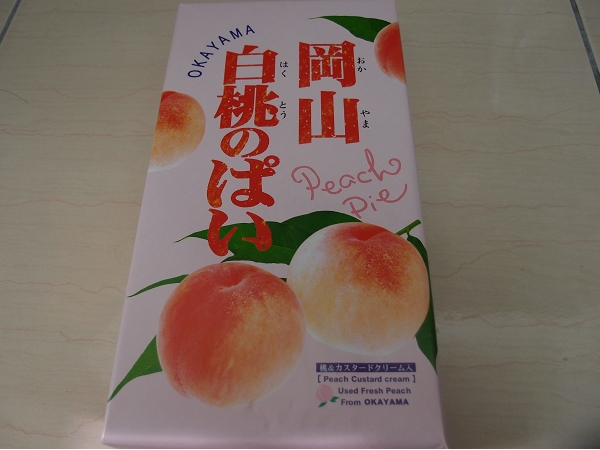 OKAYAMA
岡山
おか
やま
白桃のぱい
はく
とう
Peach
Pie
桃&カスタードクリーム入
[ Peach Custard cream ]
Used Fresh Peach
From OKAYAMA